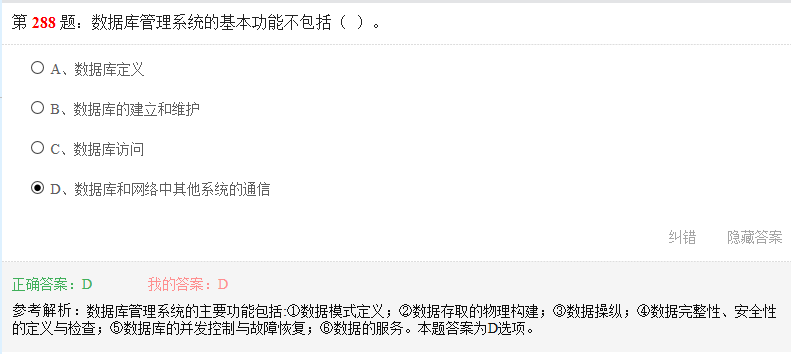 第 288 题：数据库管理系统的基本功能不包括（ ）。
A、数据库定义
B、数据库的建立和维护
C、数据库访问
D、数据库和网络中其他系统的通信
纠错 隐藏答案
正确答案：D 我的答案：D
参考解析：数据库管理系统的主要功能包括:①数据模式定义；②数据存取的物理构建；③数据操纵；④数据完整性、安全性
的定义与检查；⑤数据库的并发控制与故障恢复；⑥数据的服务。本题答案为D选项。